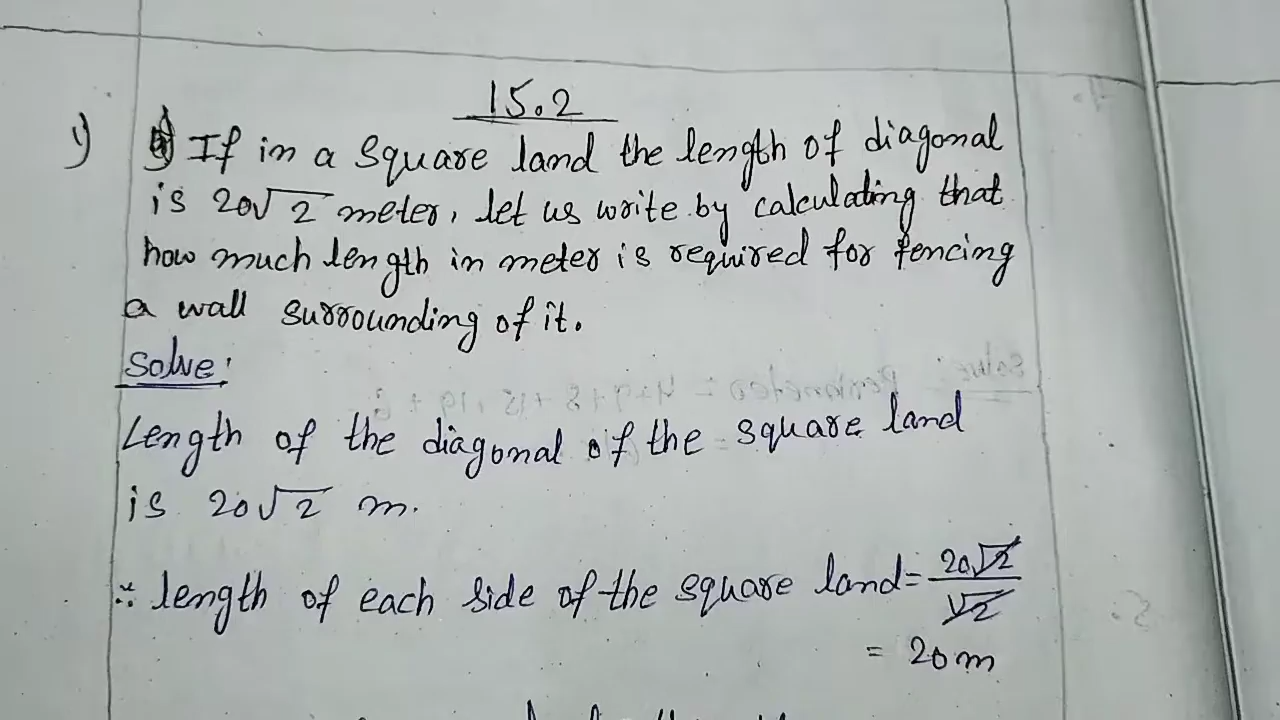 15.2
1) If in a square land the length of diagonal
is 20√2 meter, let us write by calculating that
how much length in meter is required for fencing
a wall surrounding of it.
Solve:
Length of the diagonal of the square land
is 20√2 m.
∴ length of each side of the square land = 20√2/√2
= 20 m